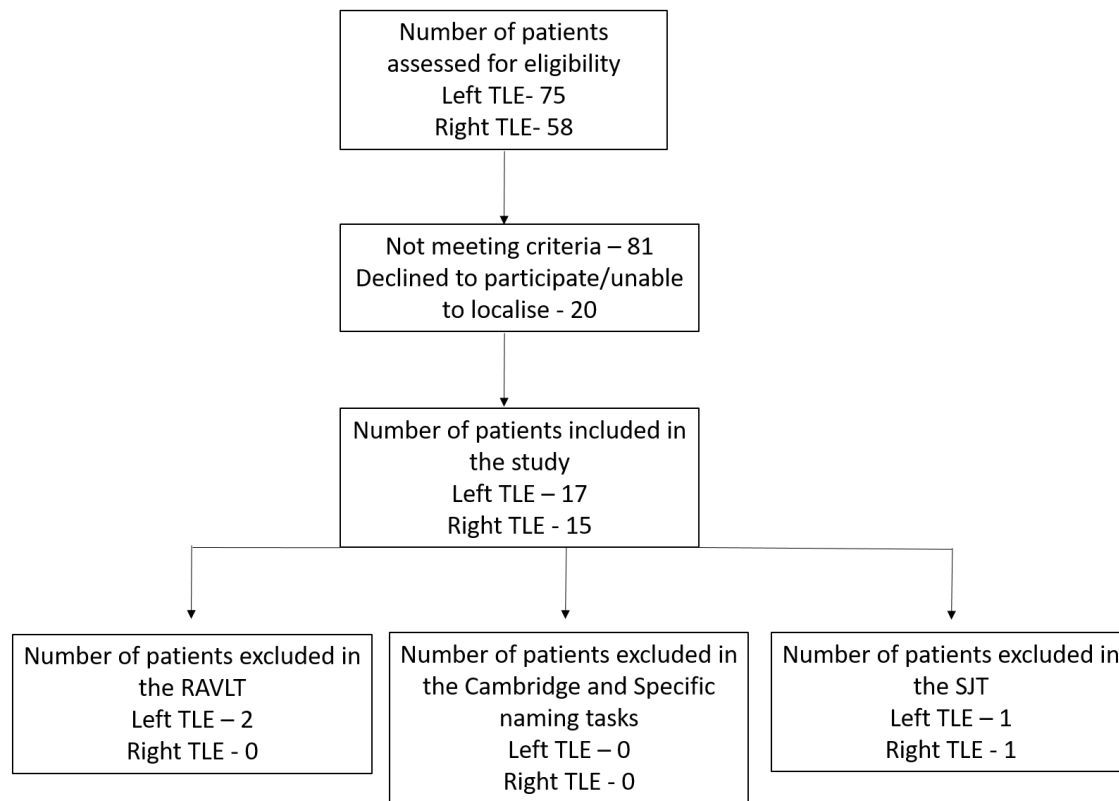 Number of patients
assessed for eligibility
Left TLE- 75
Right TLE- 58
Not meeting criteria – 81
Declined to participate/unable
to localise - 20
Number of patients included in
the study
Left TLE – 17
Right TLE - 15
Number of patients excluded in
the RAVLT
Left TLE – 2
Right TLE - 0
Number of patients excluded in
the Cambridge and Specific
naming tasks
Left TLE – 0
Right TLE - 0
Number of patients excluded in
the SJT
Left TLE – 1
Right TLE - 1